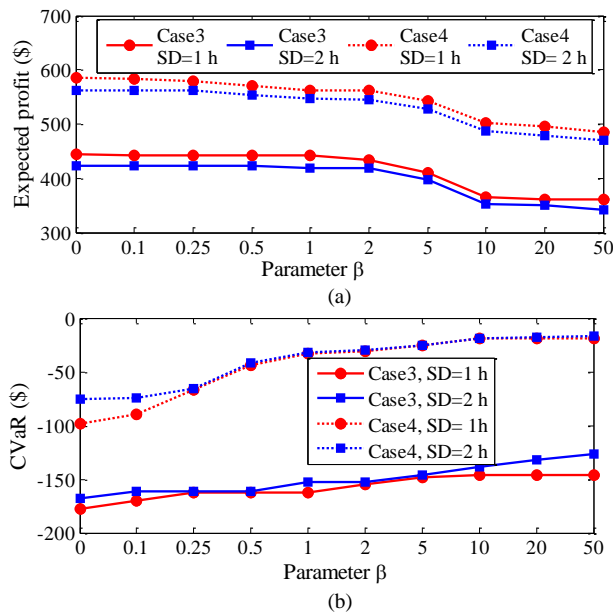 700
600
500
400
300
Expected profit ($)
Case3 SD=1 h
Case3 SD=2 h
Case4 SD=1 h
Case4 SD= 2 h
0 0.1 0.25 0.5 1 2 5 10 20 50
Parameter β
(a)
0
-50
-100
-150
-200
CVaR ($)
Case3, SD=1 h
Case3, SD=2 h
Case4, SD= 1h
Case4, SD=2 h
0 0.1 0.25 0.5 1 2 5 10 20 50
Parameter β
(b)